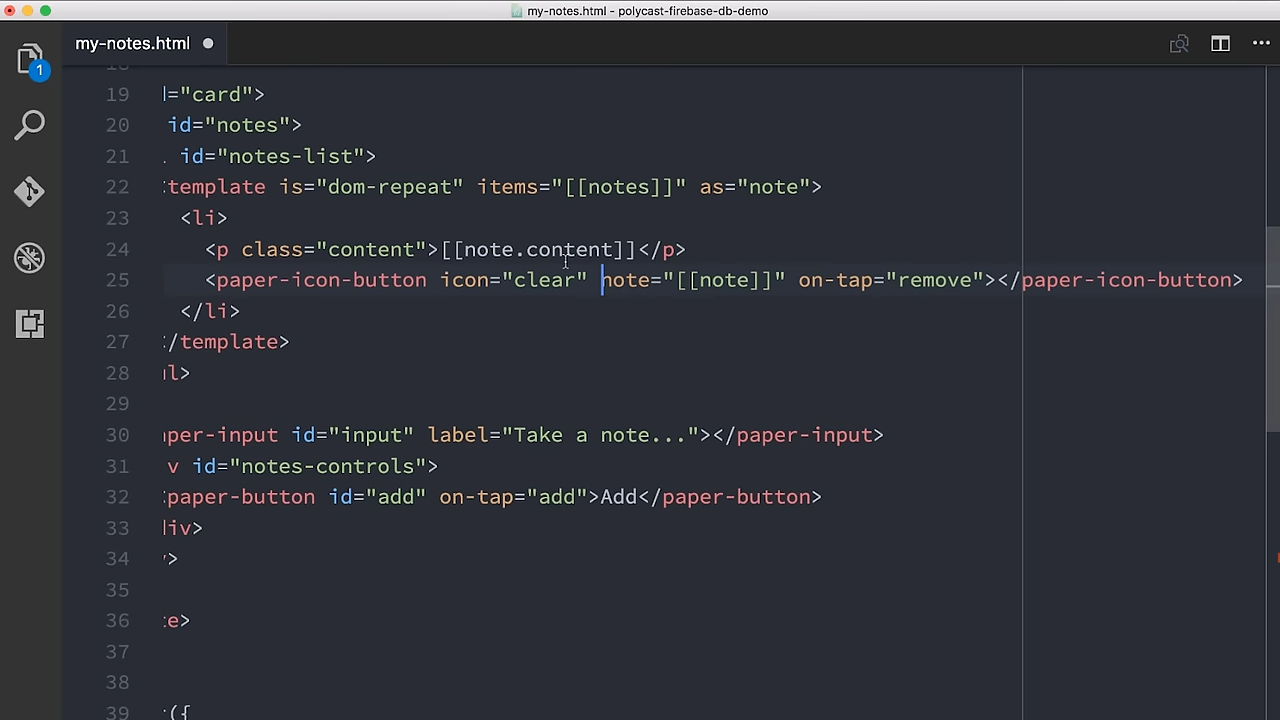 my-notes.html - polycast-firebase-db-demo
my-notes.html
1
18
19 ="card">
20 id="notes">
21 id="notes-list">
22 template is="dom-repeat" items="[[notes]]" as="note">
23 <li>
24 <p class="content">[[note.content]]</p>
25 <paper-icon-button icon="clear" note="[[note]]" on-tap="remove"></paper-icon-button>
26 </li>
27 /template>
28 l>
29
30 per-input id="input" label="Take a note..."></paper-input>
31 v id="notes-controls">
32 paper-button id="add" on-tap="add">Add</paper-button>
33 div>
34 >
35
36 e>
37
38
39 ({